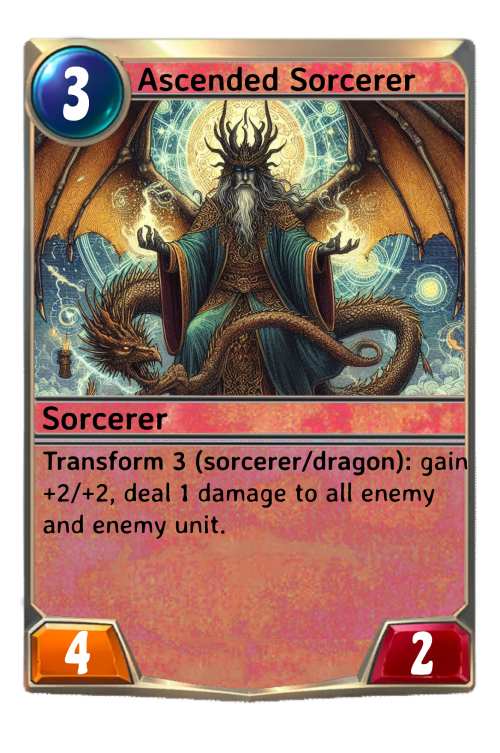 3
Ascended Sorcerer
Sorcerer
Transform 3 (sorcerer/dragon): gain
+2/+2, deal 1 damage to all enemy
and enemy unit.
4
2